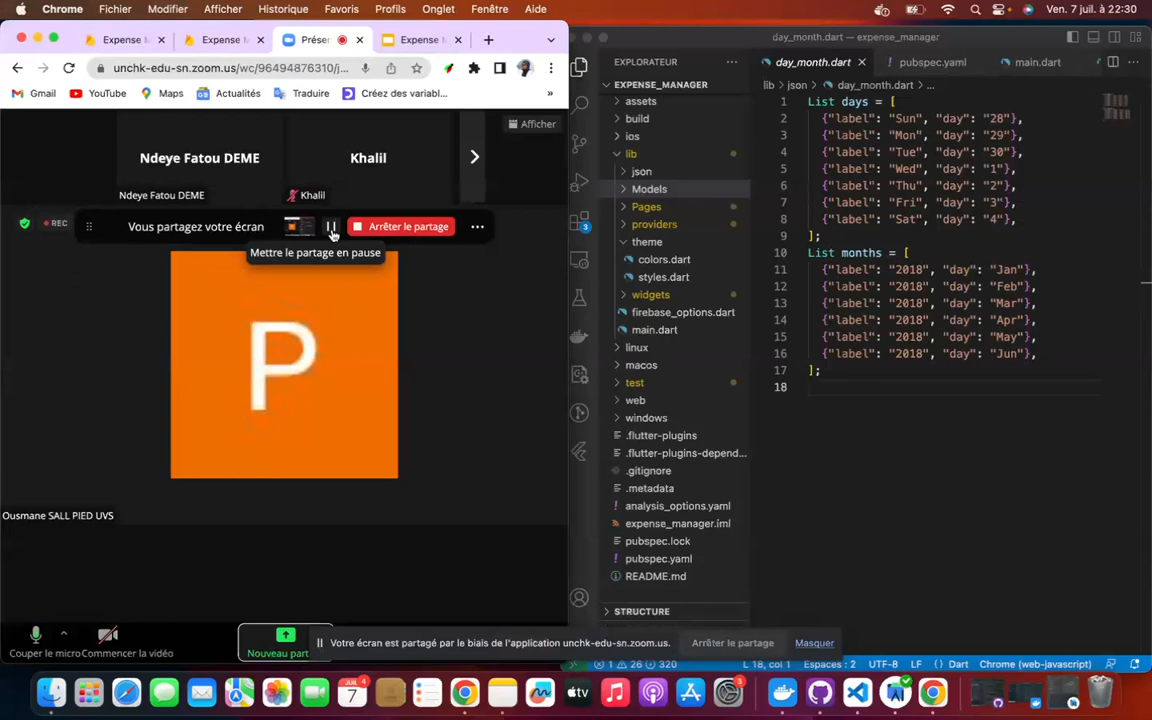 Chrome Fichier Modifier Afficher Historique Favoris Profils Onglet Fenêtre Aide Ven. 7 juil. à 22:30
Expense M Expense M Prései Expense M
day_month.dart — expense_manager
unchk-edu-sn.zoom.us/wc/96494876310/j...
Gmail YouTube Maps Actualités Traduire Créez des variabl... »
Afficher
Ndeye Fatou DEME Khalil
Ndeye Fatou DEME Khalil
REC Vous partagez votre écran Arrêter le partage
Mettre le partage en pause
P
Ousmane SALL PIED UVS
Couper le micro Commencer la vidéo Nouveau part
Votre écran est partagé par le biais de l'application unchk-edu-sn.zoom.us. Arrêter le partage Masquer
EXPLORATEUR
EXPENSE_MANAGER
assets
build
ios
lib
json
Models
Pages
providers
theme
colors.dart
styles.dart
widgets
firebase_options.dart
main.dart
linux
macos
test
web
windows
.flutter-plugins
.flutter-plugins-depend...
.gitignore
.metadata
analysis_options.yaml
expense_manager.iml
pubspec.lock
pubspec.yaml
README.md
STRUCTURE
3
day_month.dart pubspec.yaml main.dart
lib > json > day_month.dart > ...
1 List days = [
2 {"label": "Sun", "day": "28"},
3 {"label": "Mon", "day": "29"},
4 {"label": "Tue", "day": "30"},
5 {"label": "Wed", "day": "1"},
6 {"label": "Thu", "day": "2"},
7 {"label": "Fri", "day": "3"},
8 {"label": "Sat", "day": "4"},
9 ];
10 List months = [
11 {"label": "2018", "day": "Jan"},
12 {"label": "2018", "day": "Feb"},
13 {"label": "2018", "day": "Mar"},
14 {"label": "2018", "day": "Apr"},
15 {"label": "2018", "day": "May"},
16 {"label": "2018", "day": "Jun"},
17 ];
18
1 26 320 L 18, col 1 Espaces : 2 UTF-8 LF {} Dart Chrome (web-javascript)
JUIL. 4
7
3